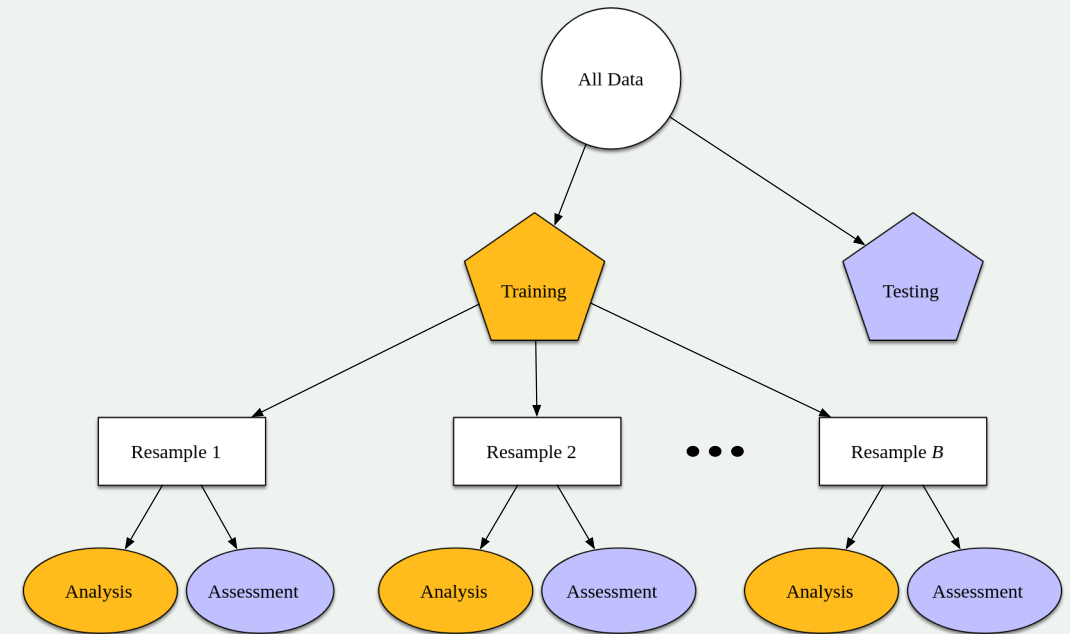 All Data
Training
Testing
Resample 1
Resample 2
Resample B
Analysis
Assessment
Analysis
Assessment
Analysis
Assessment